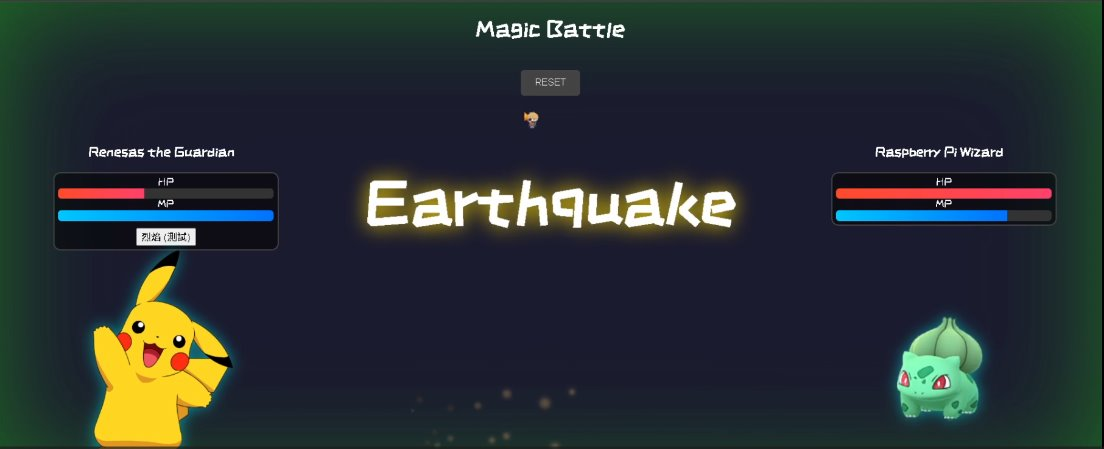 Magic Battle
RESET
Renesas the Guardian
HP
MP
烈焰 (測試)
Earthquake
Raspberry Pi Wizard
HP
MP